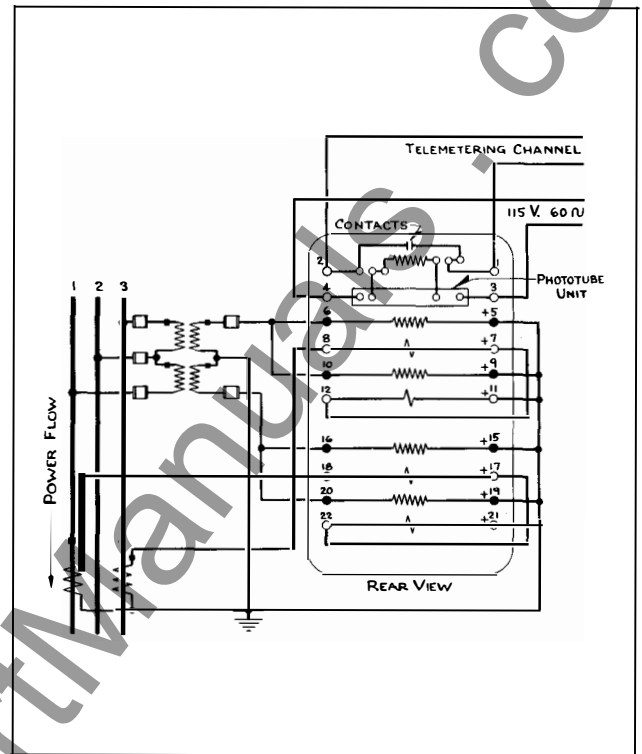 TELEMETERING CHANNEL
115 V. 60 ~
CONTACTS
2 1
PHOTOTUBE
UNIT
4 3
1 2 3
6 +5
8 +7
10 +9
12 +11
POWER FLOW
16 +15
18 +17
20 +19
22 +21
REAR VIEW